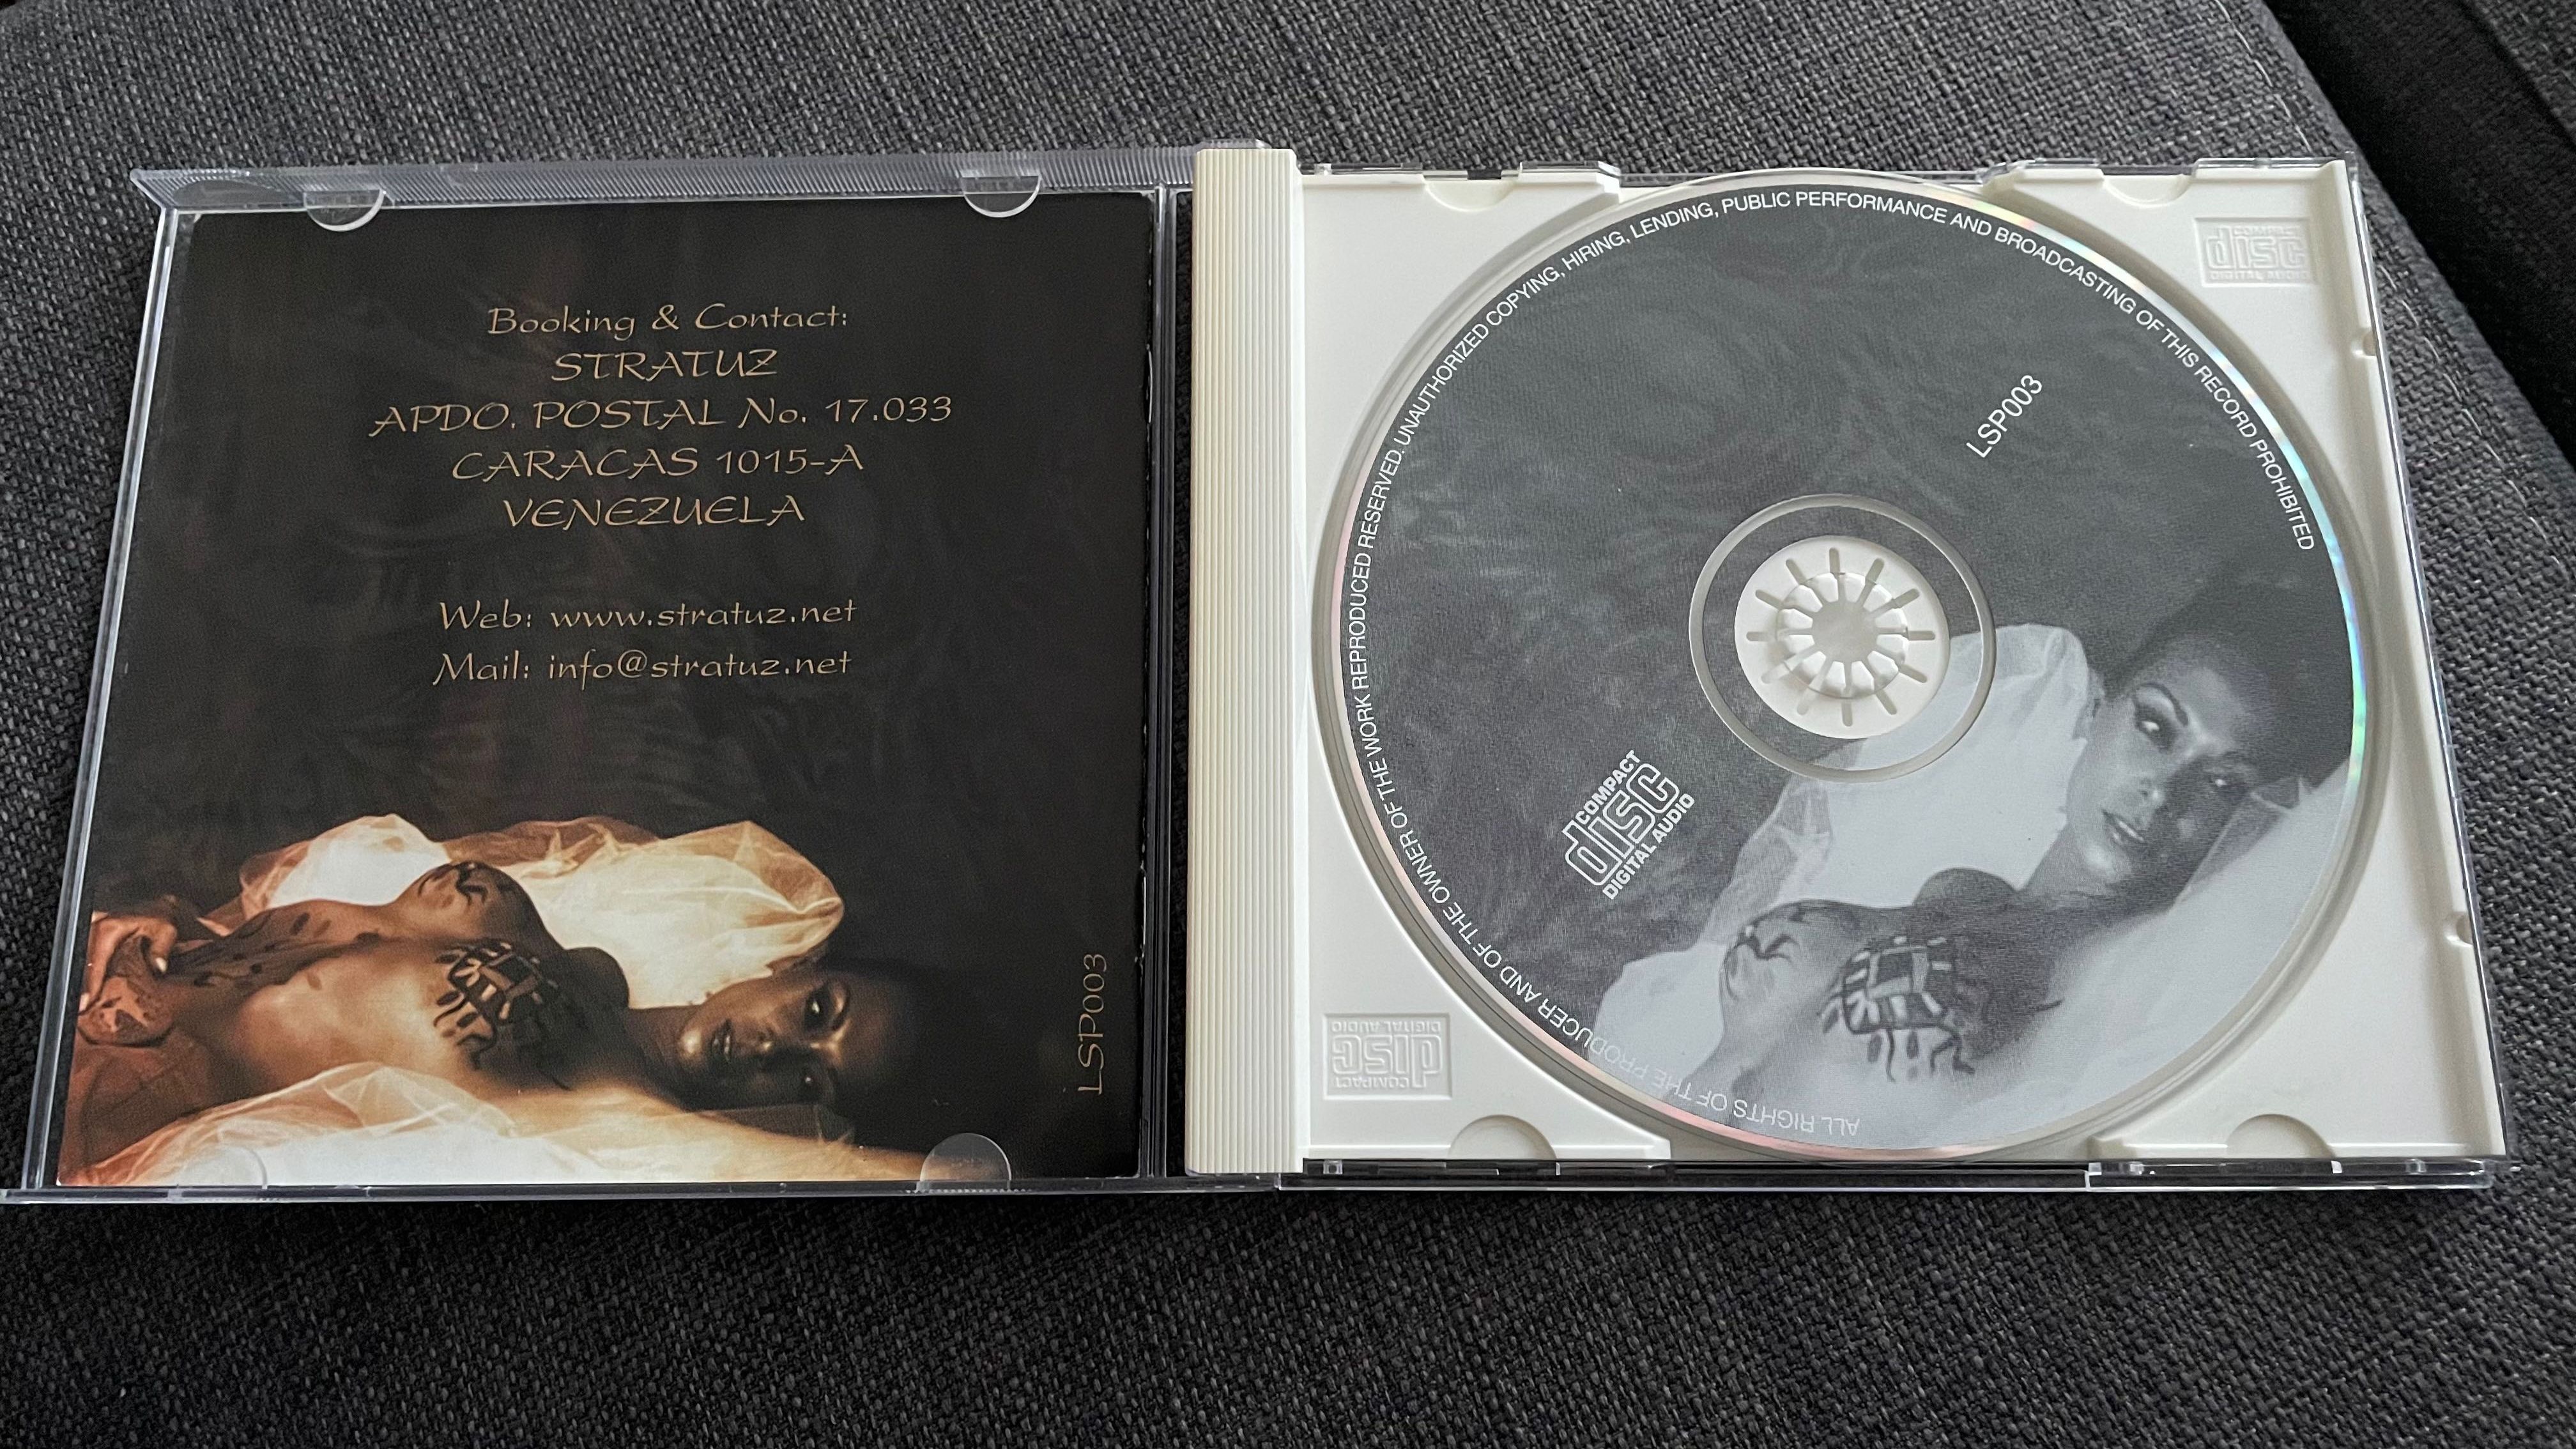 Booking & Contact:
STRATUZ
APDO. POSTAL No. 17.033
CARACAS 1015-A
VENEZUELA
Web: www.stratuz.net
Mail: info@stratuz.net
LSP003
ALL RIGHTS OF THE PRODUCER AND OF THE OWNER OF THE WORK REPRODUCED RESERVED. UNAUTHORIZED COPYING, HIRING, LENDING, PUBLIC PERFORMANCE AND BROADCASTING OF THIS RECORD PROHIBITED
LSP003
COMPACT
disc
DIGITAL AUDIO
COMPACT
disc
DIGITAL AUDIO
COMPACT
disc
DIGITAL AUDIO